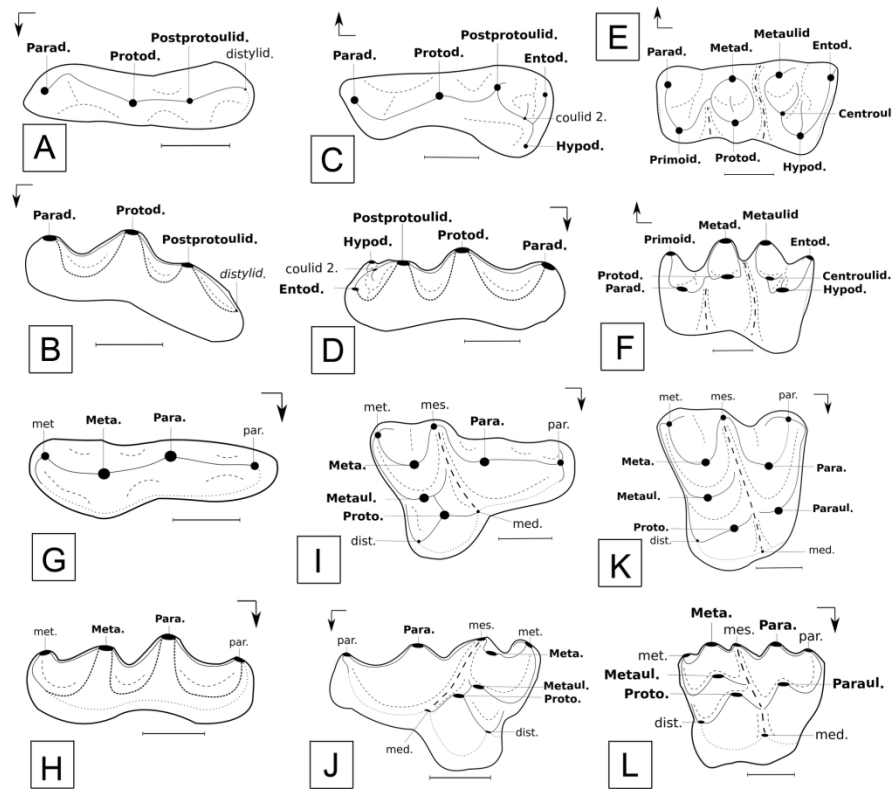 Parad.
Protod.
Postprotoulid.
distylid.
A
Parad.
Protod.
Postprotoulid.
Entod.
coulid 2.
Hypod.
C
E
Parad.
Metad.
Metaulid
Entod.
Centroul
Primoid.
Protod.
Hypod.
Parad.
Protod.
Postprotoulid.
distylid.
B
Postprotoulid.
Hypod.
Protod.
Parad.
coulid 2.
Entod.
D
Primoid.
Metad.
Metaulid
Entod.
Protod.
Parad.
Centroulid.
Hypod.
F
met
Meta.
Para.
par.
G
met.
mes.
Para.
par.
Meta.
Metaul.
Proto.
dist.
med.
I
mes.
met.
par.
Meta.
Para.
Metaul.
Paraul.
Proto.
dist.
med.
K
met.
Meta.
Para.
par.
H
par.
Para.
mes.
met.
Meta.
Metaul.
Proto.
med.
dist.
J
Meta.
mes.
Para.
par.
met.
Metaul.
Proto.
Paraul.
dist.
med.
L